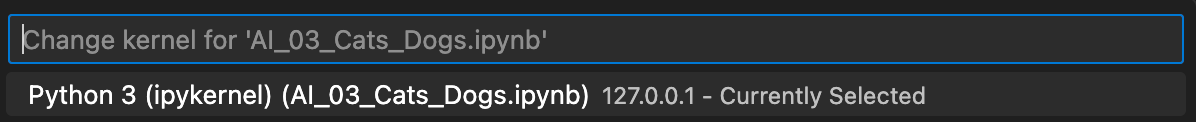 Change kernel for 'AI_03_Cats_Dogs.ipynb'
Python 3 (ipykernel) (AI_03_Cats_Dogs.ipynb) 127.0.0.1 - Currently Selected